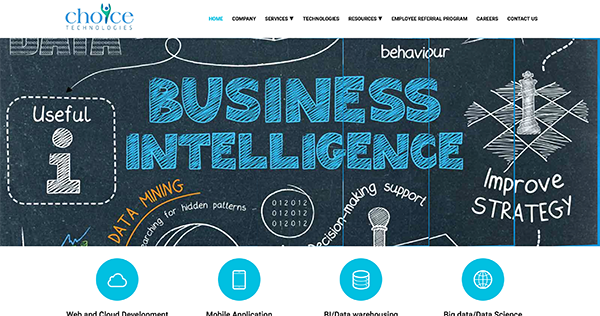 choice
TECHNOLOGIES
HOME COMPANY SERVICES ▼ TECHNOLOGIES RESOURCES ▼ EMPLOYEE REFERRAL PROGRAM CAREERS CONTACT US
DATA
behaviour
Useful
i
BUSINESS
INTELLIGENCE
Improve
STRATEGY
DATA MINING
searching for hidden patterns –
012012
012012
012012
Decision-making support
Web and Cloud Development Mobile Application BI/Data warehousing Big data/Data Science